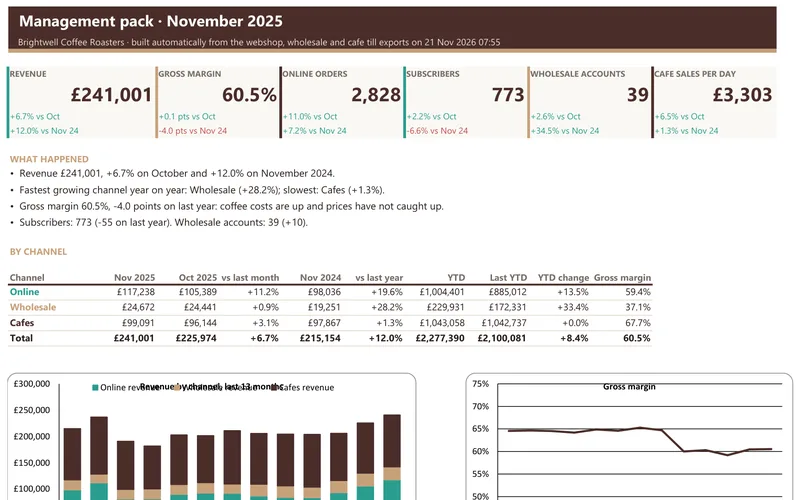 Management pack · November 2025
Brightwell Coffee Roasters · built automatically from the webshop, wholesale and cafe till exports on 21 Nov 2026 07:55
REVENUE GROSS MARGIN ONLINE ORDERS SUBSCRIBERS WHOLESALE ACCOUNTS CAFE SALES PER DAY
£241,001 60.5% 2,828 773 39 £3,303
+6.7% vs Oct +0.1 pts vs Oct +11.0% vs Oct +2.2% vs Oct +2.6% vs Oct +6.5% vs Oct
+12.0% vs Nov 24 -4.0 pts vs Nov 24 +7.2% vs Nov 24 -6.6% vs Nov 24 +34.5% vs Nov 24 +1.3% vs Nov 24
WHAT HAPPENED
• Revenue £241,001, +6.7% on October and +12.0% on November 2024.
• Fastest growing channel year on year: Wholesale (+28.2%); slowest: Cafes (+1.3%).
• Gross margin 60.5%, -4.0 points on last year: coffee costs are up and prices have not caught up.
• Subscribers: 773 (-55 on last year). Wholesale accounts: 39 (+10).
BY CHANNEL
Channel Nov 2025 Oct 2025 vs last month Nov 2024 vs last year YTD Last YTD YTD change Gross margin
Online £117,238 £105,389 +11.2% £98,036 +19.6% £1,004,401 £885,012 +13.5% 59.4%
Wholesale £24,672 £24,441 +0.9% £19,251 +28.2% £229,931 £172,331 +33.4% 37.1%
Cafes £99,091 £96,144 +3.1% £97,867 +1.3% £1,043,058 £1,042,737 +0.0% 67.7%
Total £241,001 £225,974 +6.7% £215,154 +12.0% £2,277,390 £2,100,081 +8.4% 60.5%
Revenue by channel, last 13 months
Online revenue Wholesale revenue Cafes revenue
£300,000
£250,000
£200,000
£150,000
£100,000
Gross margin
75%
70%
65%
60%
55%
50%